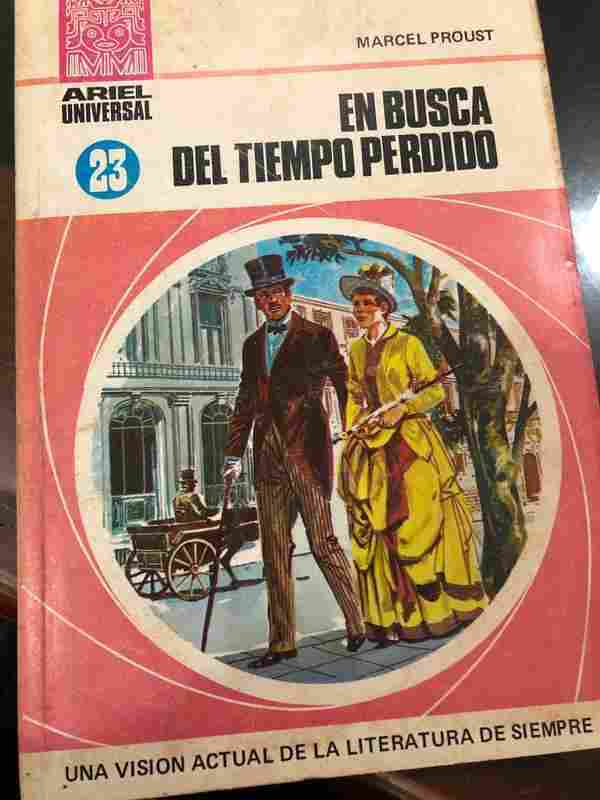 MARCEL PROUST
ARIEL
UNIVERSAL
23
EN BUSCA
DEL TIEMPO PERDIDO
UNA VISION ACTUAL DE LA LITERATURA DE SIEMPRE